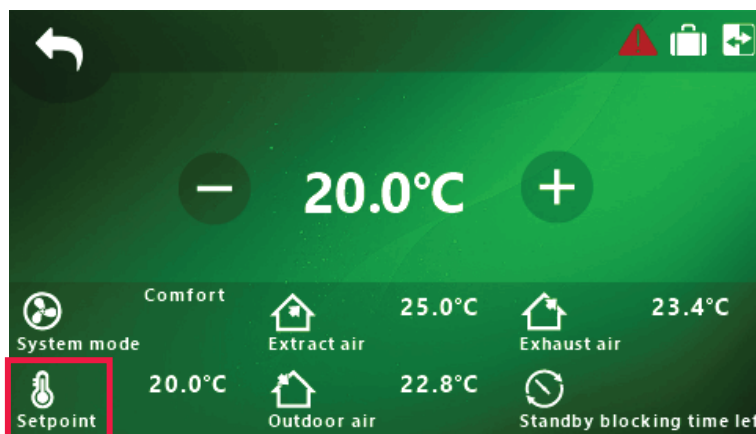 20.0°C
Comfort
System mode
25.0°C
Extract air
23.4°C
Exhaust air
20.0°C
Setpoint
22.8°C
Outdoor air
Standby blocking time lef